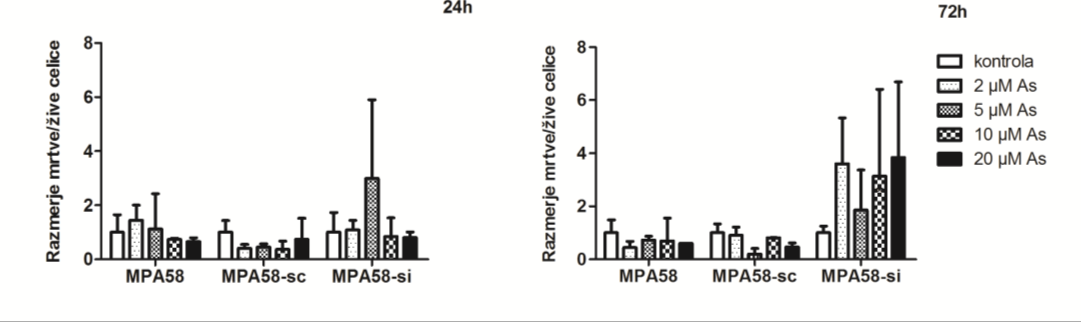 24h
Razmerje mrtve/žive celice
8
6
4
2
0
MPA58 MPA58-sc MPA58-si
72h
Razmerje mrtve/žive celice
8
6
4
2
0
MPA58 MPA58-sc MPA58-si
kontrola
2 µM As
5 µM As
10 µM As
20 µM As